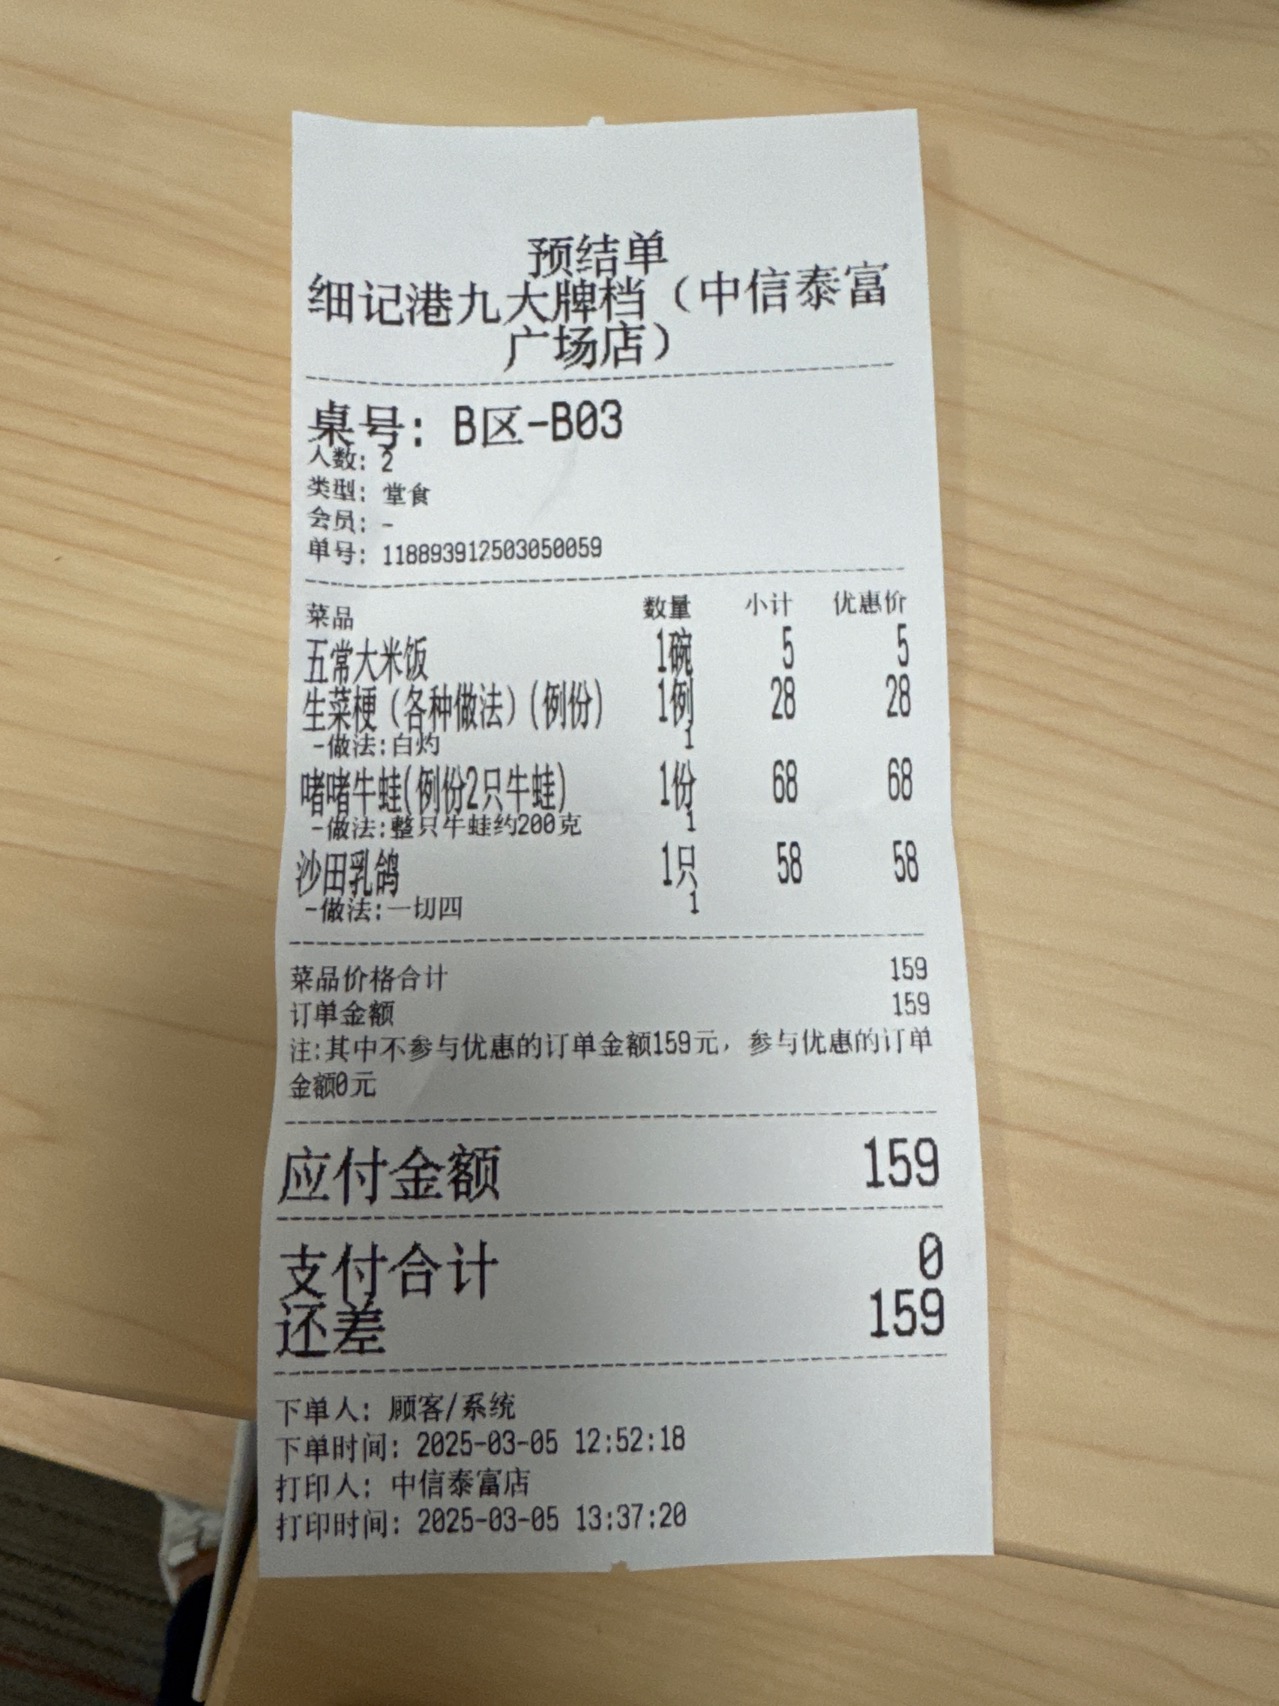 预结单
细记港九大牌档（中信泰富
广场店）
桌号: B区-B03
人数: 2
类型: 堂食
会员: -
单号: 118893912503050059
菜品 数量 小计 优惠价
五常大米饭 1碗 5 5
生菜梗（各种做法）(例份) 1例 28 28
-做法:白灼 1
啫啫牛蛙(例份2只牛蛙) 1份 68 68
-做法:整只牛蛙约200克 1
沙田乳鸽 1只 58 58
-做法:一切四 1
菜品价格合计 159
订单金额 159
注:其中不参与优惠的订单金额159元，参与优惠的订单
金额0元
应付金额 159
支付合计 0
还差 159
下单人: 顾客/系统
下单时间: 2025-03-05 12:52:18
打印人: 中信泰富店
打印时间: 2025-03-05 13:37:20